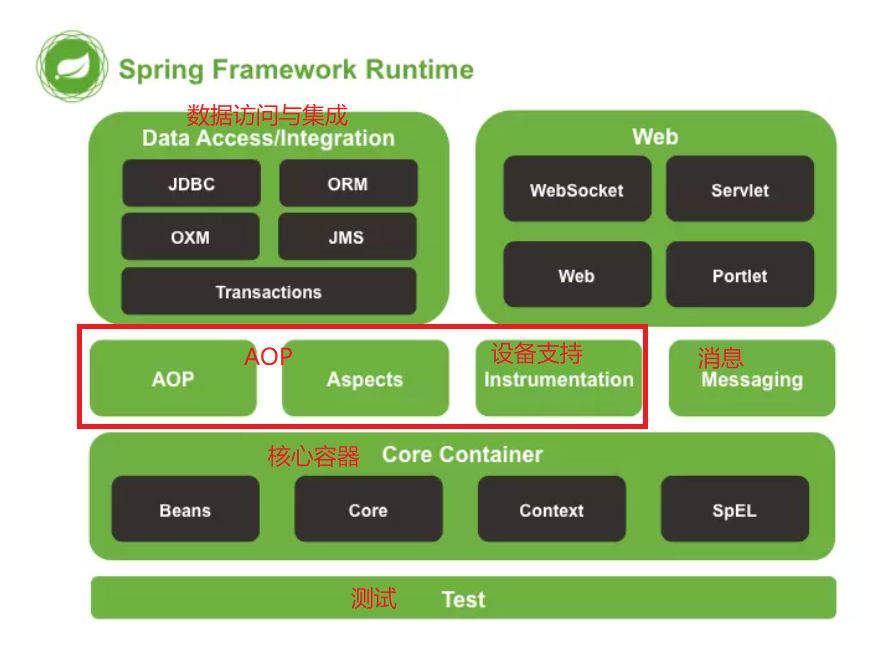 Spring Framework Runtime
数据访问与集成
Data Access/Integration
JDBC
ORM
OXM
JMS
Transactions
Web
WebSocket
Servlet
Web
Portlet
AOP
AOP
Aspects
设备支持
Instrumentation
消息
Messaging
核心容器
Core Container
Beans
Core
Context
SpEL
测试
Test